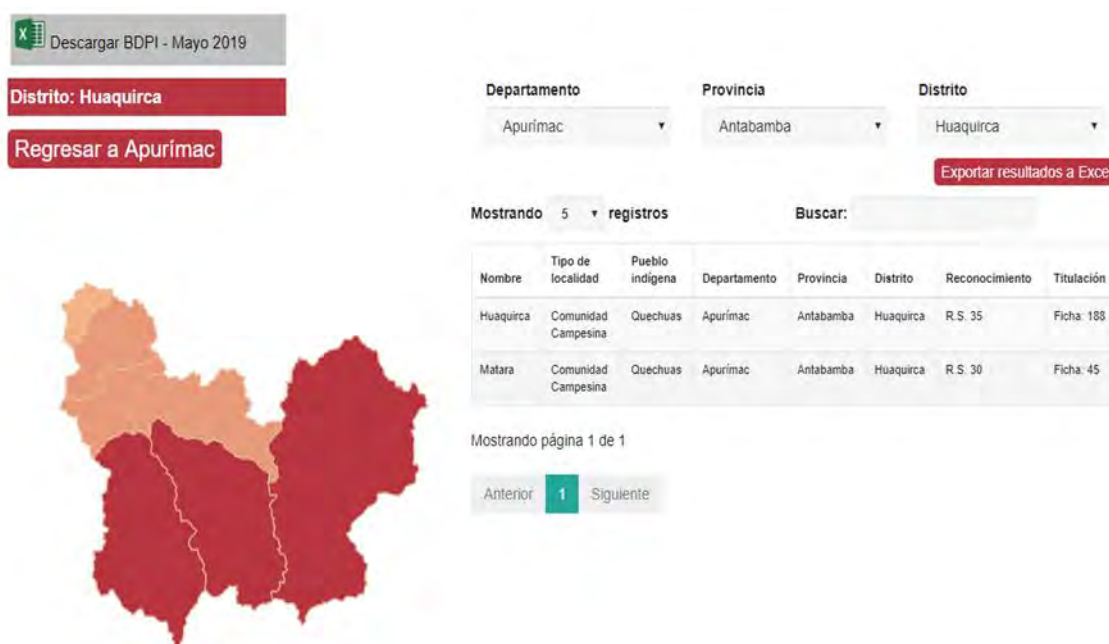 Descargar BDPI - Mayo 2019
Distrito: Huaquirca
Regresar a Apurímac
Departamento Provincia Distrito
Apurímac Antabamba Huaquirca
Exportar resultados a Exce
Mostrando 5 registros Buscar:
Nombre Tipo de localidad Pueblo indígena Departamento Provincia Distrito Reconocimiento Titulación
Huaquirca Comunidad Campesina Quechuas Apurímac Antabamba Huaquirca R.S. 35 Ficha: 188
Matara Comunidad Campesina Quechuas Apurímac Antabamba Huaquirca R.S. 30 Ficha: 45
Mostrando página 1 de 1
Anterior 1 Siguiente